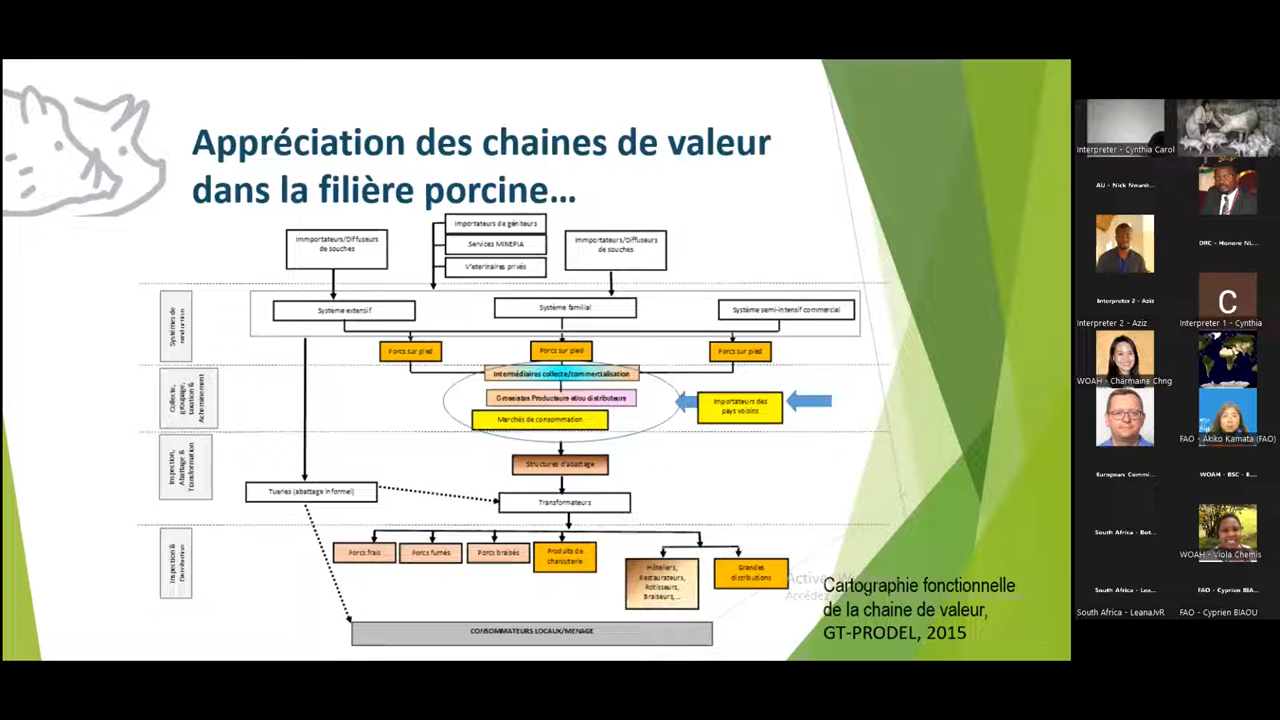 Appréciation des chaines de valeur
dans la filière porcine…
Importateurs de géniteurs
Services MINEPIA
Vieterinaires privés
Immportateurs/Diffuseurs
de souches
Immportateurs/Diffuseurs
de souches
Systèmes de
Système extensif
Système familial
Système semi-intensif commercial
Porcs sur pied
Porcs sur pied
Porcs sur pied
Collecte,
groupage,
Acheminement
Intermédiaires collecte/commercialisation
Grossistes Producteurs et/ou distributeurs
Marchés de consommation
Importateurs des
pays voisins
Inspection,
Abattage &
Transformation
Structures d'abattage
Tueries (abattage informel)
Transformateurs
Inspection &
Porcs frais
Porcs fumés
Porcs braisés
Produits de
charcuterie
Hôteliers,
Restaurateurs,
Rotisseurs,
Braiseurs,...
Grandes
distributions
CONSOMMATEURS LOCAUX/MENAGE
Cartographie fonctionnelle
de la chaine de valeur,
GT-PRODEL, 2015
Interpreter - Cynthia Carol
AU - Nick Nwank...
DRC - Honore NL...
Interpreter 2 - Aziz
Interpreter 2 - Aziz
C
Interpreter 1 - Cynthia
WOAH - Charmaine Chng
FAO - Akiko Kamata (FAO)
European Commi...
WOAH - BSC - E...
South Africa - Bot...
WOAH - Viola Chemis
South Africa - Lea...
South Africa - LeanaJvR
FAO - Cyprien BIA...
FAO - Cyprien BIAOU